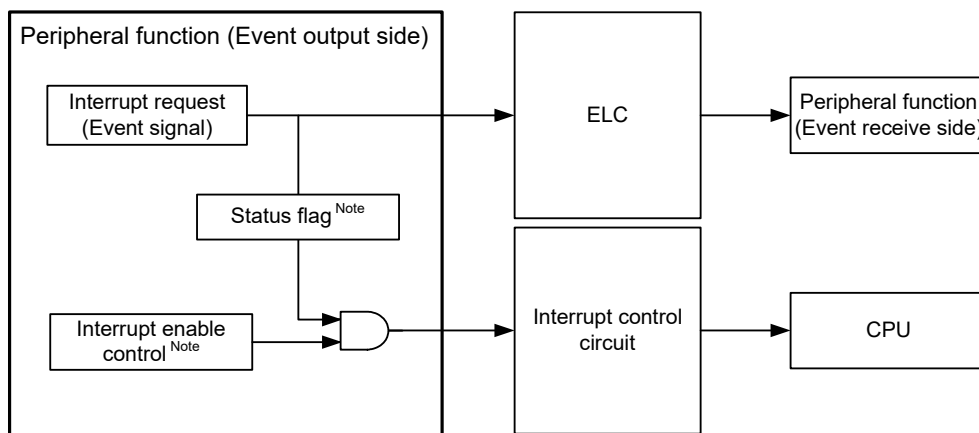 Peripheral function (Event output side)
Interrupt request
(Event signal)
ELC
Peripheral function
(Event receive side)
Status flag Note
Interrupt enable
control Note
Interrupt control
circuit
CPU